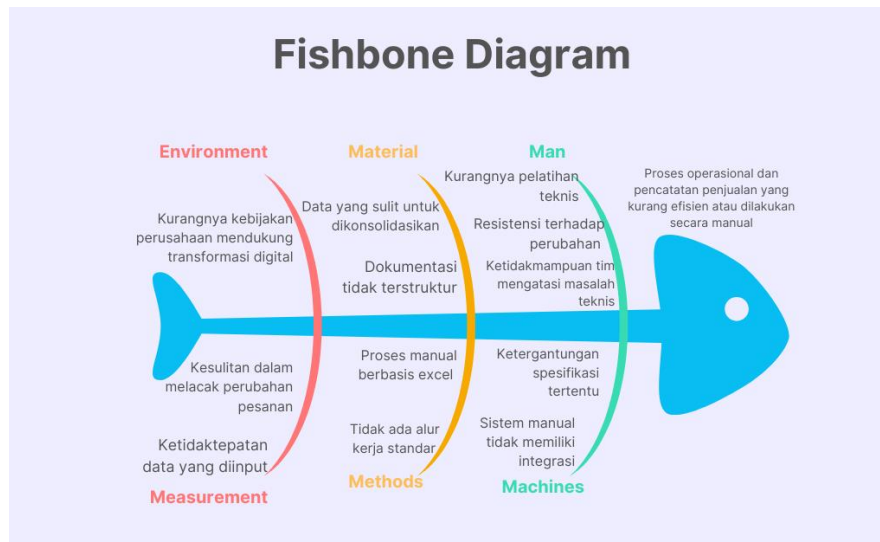 Fishbone Diagram
Environment
Material
Man
Kurangnya kebijakan
perusahaan mendukung
transformasi digital
Data yang sulit untuk
dikonsolidasikan
Dokumentasi
tidak terstruktur
Kurangnya pelatihan
teknis
Resistensi terhadap
perubahan
Ketidakmampuan tim
mengatasi masalah
teknis
Proses operasional dan
pencatatan penjualan yang
kurang efisien atau dilakukan
secara manual
Kesulitan dalam
melacak perubahan
pesanan
Ketidaktepatan
data yang diinput
Proses manual
berbasis excel
Tidak ada alur
kerja standar
Ketergantungan
spesifikasi
tertentu
Sistem manual
tidak memiliki
integrasi
Measurement
Methods
Machines